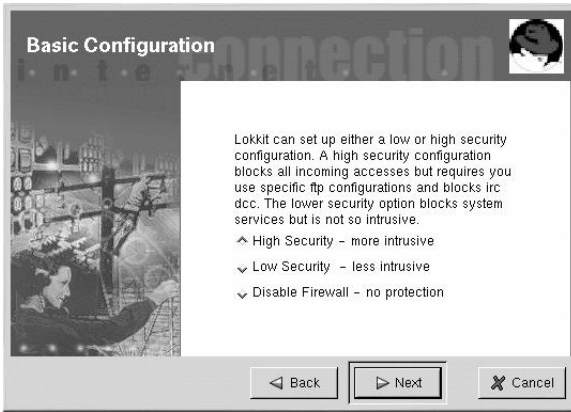 Basic Configuration
internet
connection
Lokkit can set up either a low or high security
configuration. A high security configuration
blocks all incoming accesses but requires you
use specific ftp configurations and blocks irc
dcc. The lower security option blocks system
services but is not so intrusive.
High Security – more intrusive
Low Security – less intrusive
Disable Firewall – no protection
Back
Next
Cancel